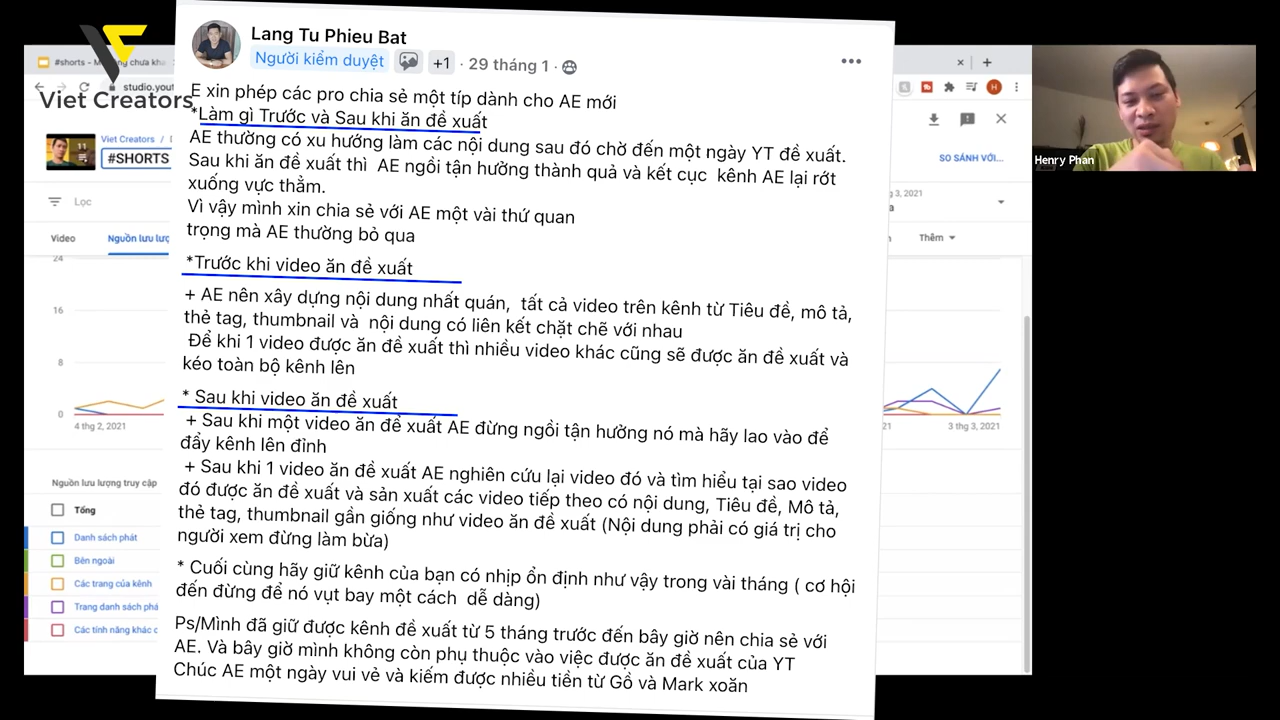 Viet Creators
#shorts - M
chưa kh
studio.yout
Viet Creators /
#SHORTS
11
Lọc
Video
Nguồn lưu lượ
24
16
8
0
4 thg 2, 2021
Nguồn lưu lượng truy cập
Tổng
Danh sách phát
Bên ngoài
Các trang của kênh
Trang danh sách phá
Các tính năng khác c
Lang Tu Phieu Bat
Người kiểm duyệt +1 · 29 tháng 1 ·
E xin phép các pro chia sẻ một típ dành cho AE mới
*Làm gì Trước và Sau khi ăn đề xuất
AE thường có xu hướng làm các nội dung sau đó chờ đến một ngày YT đề xuất.
Sau khi ăn đề xuất thì AE ngồi tận hưởng thành quả và kết cục kênh AE lại rớt
xuống vực thẳm.
Vì vậy mình xin chia sẻ với AE một vài thứ quan
trọng mà AE thường bỏ qua
*Trước khi video ăn đề xuất
+ AE nên xây dựng nội dung nhất quán, tất cả video trên kênh từ Tiêu đề, mô tả,
thẻ tag, thumbnail và nội dung có liên kết chặt chẽ với nhau
Để khi 1 video được ăn đề xuất thì nhiều video khác cũng sẽ được ăn đề xuất và
kéo toàn bộ kênh lên
* Sau khi video ăn đề xuất
+ Sau khi một video ăn đề xuất AE đừng ngồi tận hưởng nó mà hãy lao vào để
đẩy kênh lên đỉnh
+ Sau khi 1 video ăn đề xuất AE nghiên cứu lại video đó và tìm hiểu tại sao video
đó được ăn đề xuất và sản xuất các video tiếp theo có nội dung, Tiêu đề, Mô tả,
thẻ tag, thumbnail gần giống như video ăn đề xuất (Nội dung phải có giá trị cho
người xem đừng làm bừa)
* Cuối cùng hãy giữ kênh của bạn có nhịp ổn định như vậy trong vài tháng ( cơ hội
đến đừng để nó vụt bay một cách dễ dàng)
Ps/Mình đã giữ được kênh đề xuất từ 5 tháng trước đến bây giờ nên chia sẻ với
AE. Và bây giờ mình không còn phụ thuộc vào việc được ăn đề xuất của YT
Chúc AE một ngày vui vẻ và kiếm được nhiều tiền từ Gồ và Mark xoăn
H
SO SÁNH VỚI...
3, 2021
Thêm
21
3 thg 3, 2021
Henry Phan